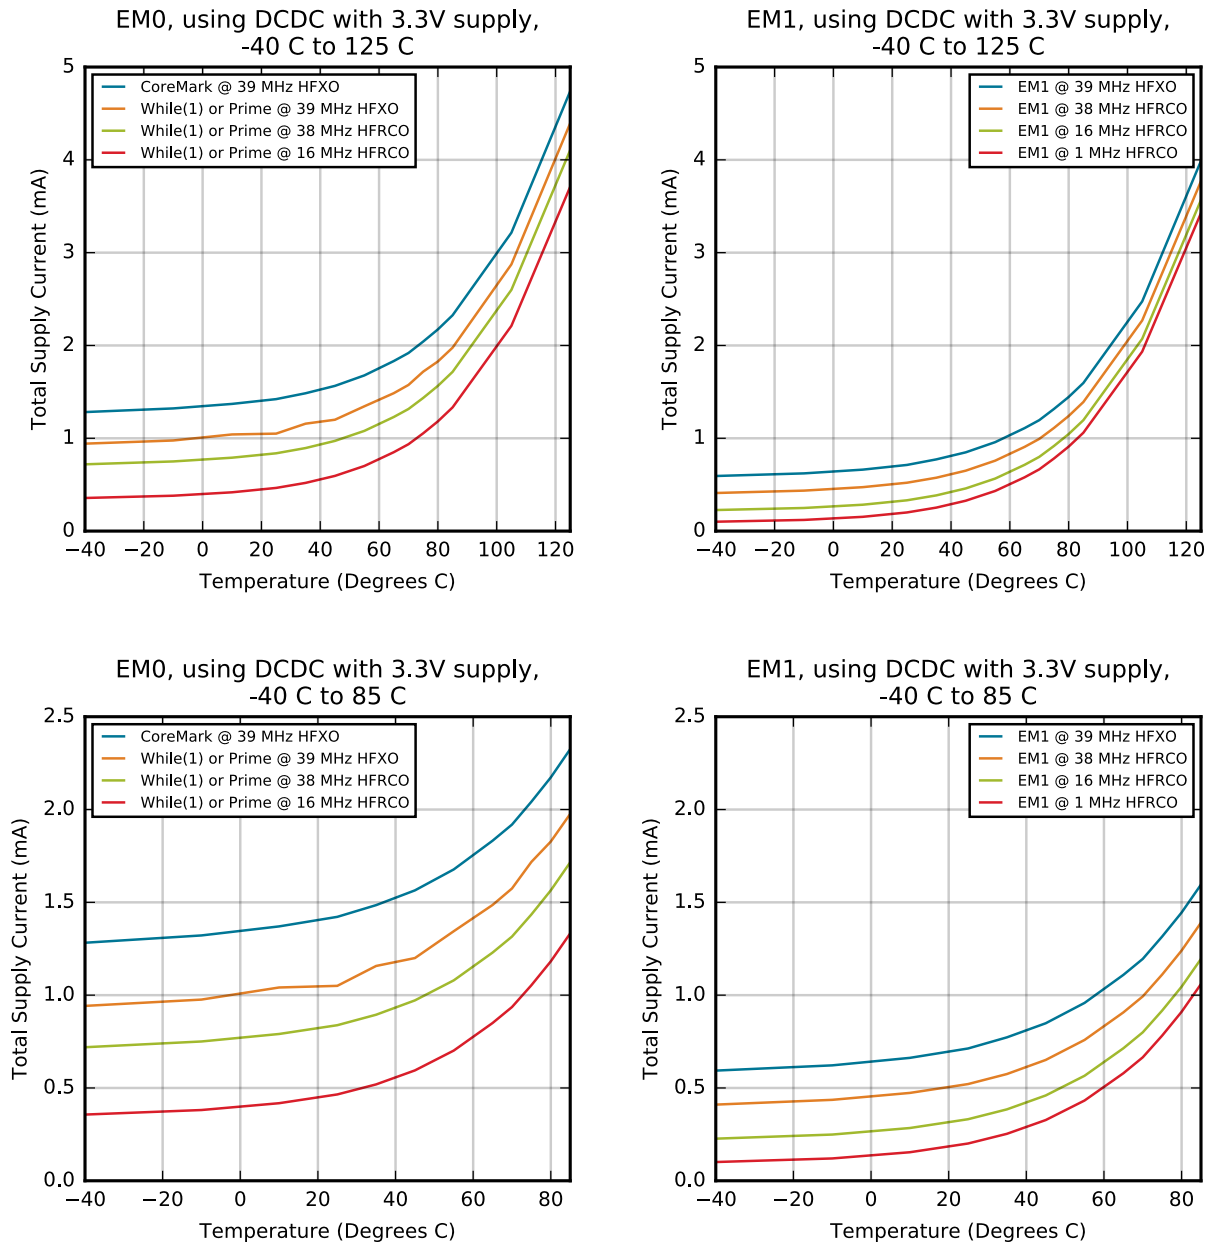 EM0, using DCDC with 3.3V supply,
-40 C to 125 C
5
4
3
2
1
0
Total Supply Current (mA)
CoreMark @ 39 MHz HFXO
While(1) or Prime @ 39 MHz HFXO
While(1) or Prime @ 38 MHz HFRCO
While(1) or Prime @ 16 MHz HFRCO
−40 −20 0 20 40 60 80 100 120
Temperature (Degrees C)
EM1, using DCDC with 3.3V supply,
-40 C to 125 C
5
4
3
2
1
0
Total Supply Current (mA)
EM1 @ 39 MHz HFXO
EM1 @ 38 MHz HFRCO
EM1 @ 16 MHz HFRCO
EM1 @ 1 MHz HFRCO
−40 −20 0 20 40 60 80 100 120
Temperature (Degrees C)
EM0, using DCDC with 3.3V supply,
-40 C to 85 C
2.5
2.0
1.5
1.0
0.5
0.0
Total Supply Current (mA)
CoreMark @ 39 MHz HFXO
While(1) or Prime @ 39 MHz HFXO
While(1) or Prime @ 38 MHz HFRCO
While(1) or Prime @ 16 MHz HFRCO
−40 −20 0 20 40 60 80
Temperature (Degrees C)
EM1, using DCDC with 3.3V supply,
-40 C to 85 C
2.5
2.0
1.5
1.0
0.5
0.0
Total Supply Current (mA)
EM1 @ 39 MHz HFXO
EM1 @ 38 MHz HFRCO
EM1 @ 16 MHz HFRCO
EM1 @ 1 MHz HFRCO
−40 −20 0 20 40 60 80
Temperature (Degrees C)